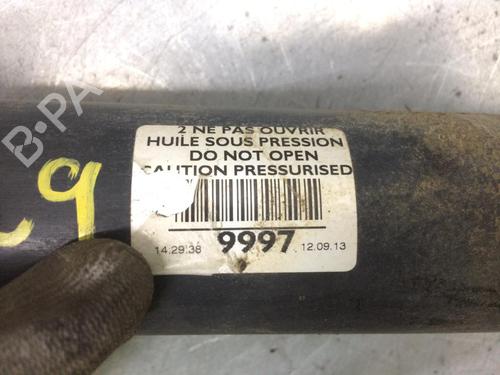 B-PA
29
2 NE PAS OUVRIR
HUILE SOUS PRESSION
DO NOT OPEN
CAUTION PRESSURISED
14.29.38 9997 12.09.13